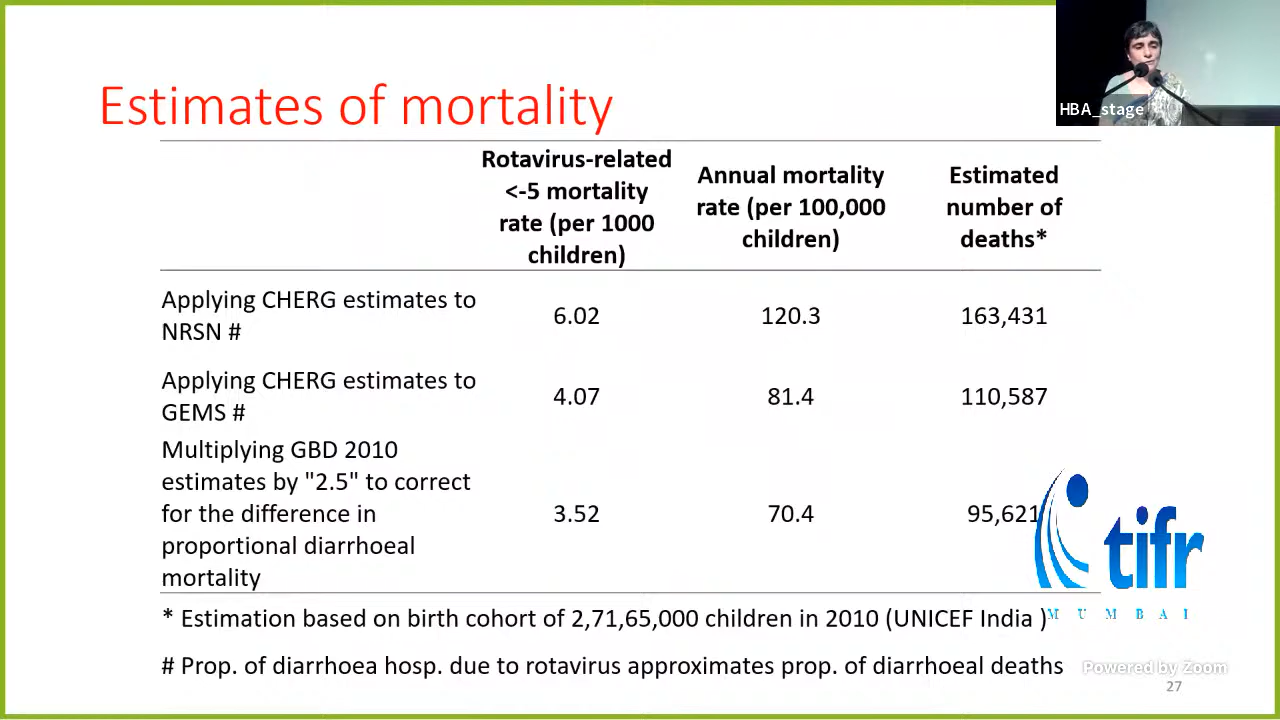 HBA_stage
Estimates of mortality
Rotavirus-related
<-5 mortality
rate (per 1000
children)
Annual mortality
rate (per 100,000
children)
Estimated
number of
deaths*
Applying CHERG estimates to
NRSN #
6.02
120.3
163,431
Applying CHERG estimates to
GEMS #
4.07
81.4
110,587
Multiplying GBD 2010
estimates by "2.5" to correct
for the difference in
proportional diarrhoeal
mortality
3.52
70.4
95,621
tifr
MUMBAI
* Estimation based on birth cohort of 2,71,65,000 children in 2010 (UNICEF India )
# Prop. of diarrhoea hosp. due to rotavirus approximates prop. of diarrhoeal deaths
Powered by Zoom
27